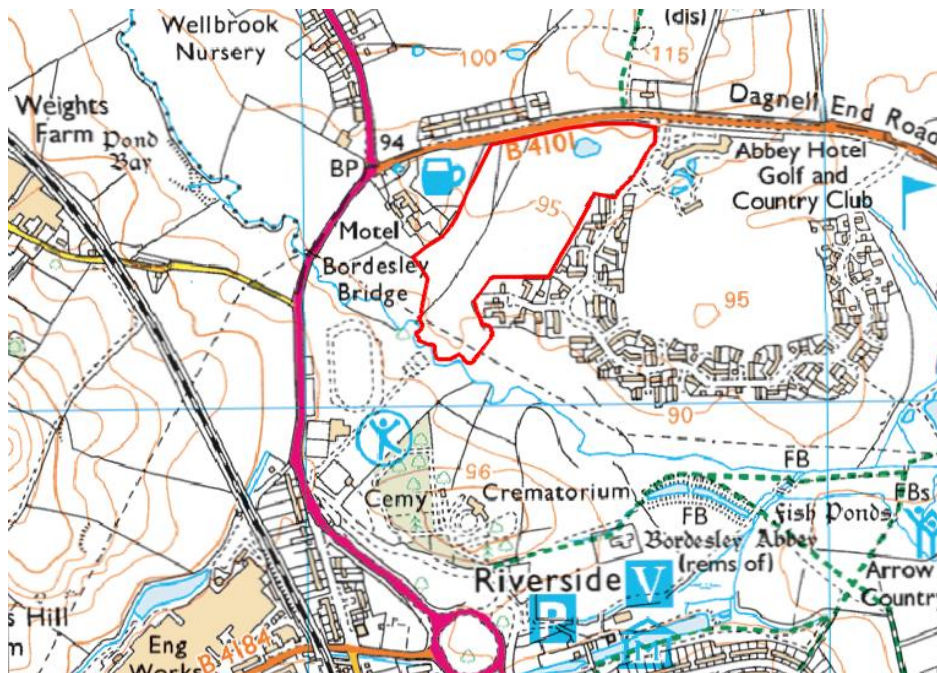 (dis)
Wellbrook
Nursery
100
115
Dagnell End Road
Weights
Farm
Pond
Bay
94
BP
B 4101
Abbey Hotel
Golf and
Country Club
95
Motel
Bordesley
Bridge
95
90
95
FB
Cemy
Crematorium
FBs
FB
Fish Ponds
Bordesley Abbey
(rems of)
Riverside
V
P
Arrow
Country
s Hill
m
Eng
Works
B 4184
M